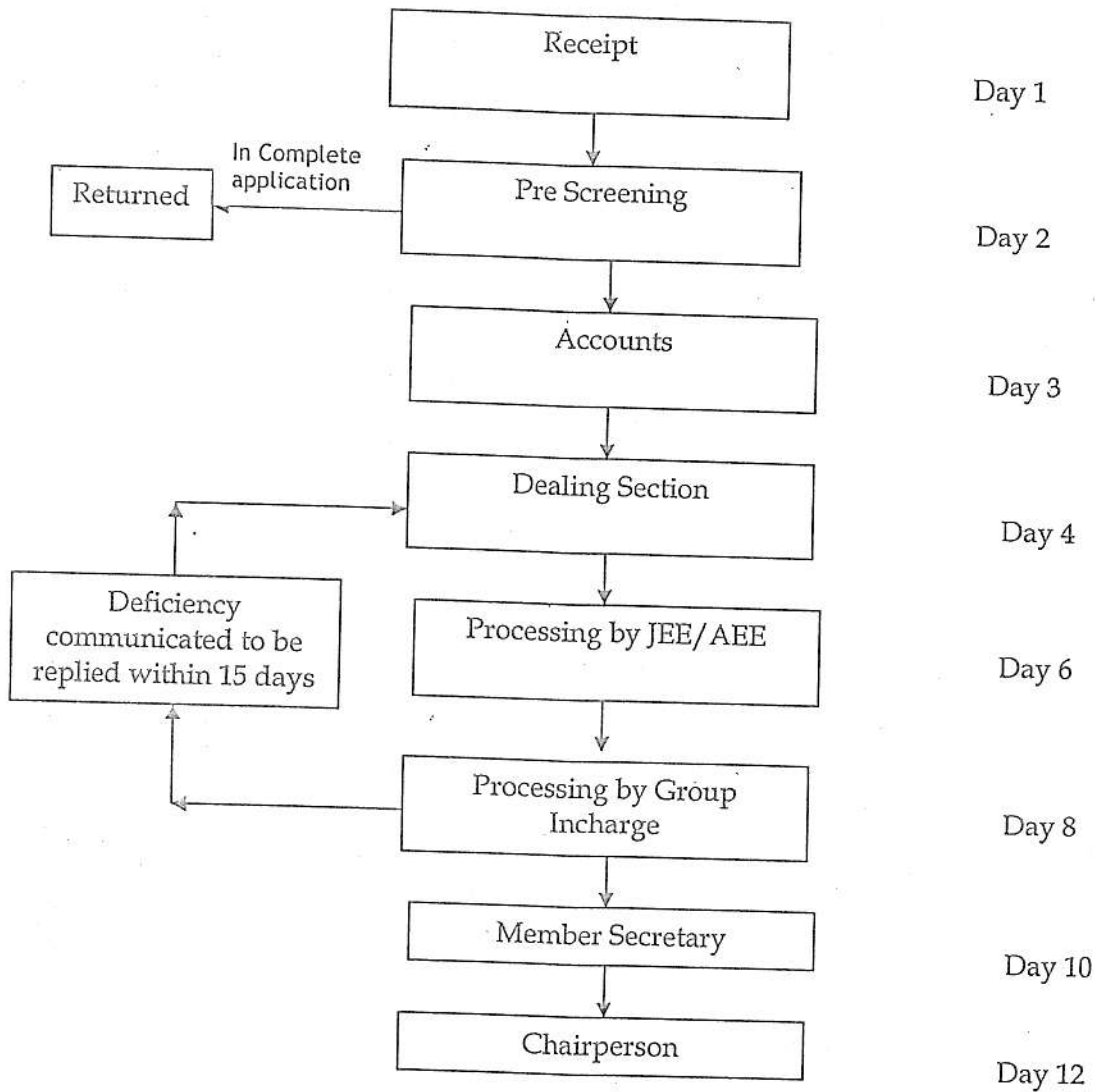 Receipt
Day 1
In Complete
application
Returned
Pre Screening
Day 2
Accounts
Day 3
Dealing Section
Day 4
Deficiency
communicated to be
replied within 15 days
Processing by JEE/AEE
Day 6
Processing by Group
Incharge
Day 8
Member Secretary
Day 10
Chairperson
Day 12